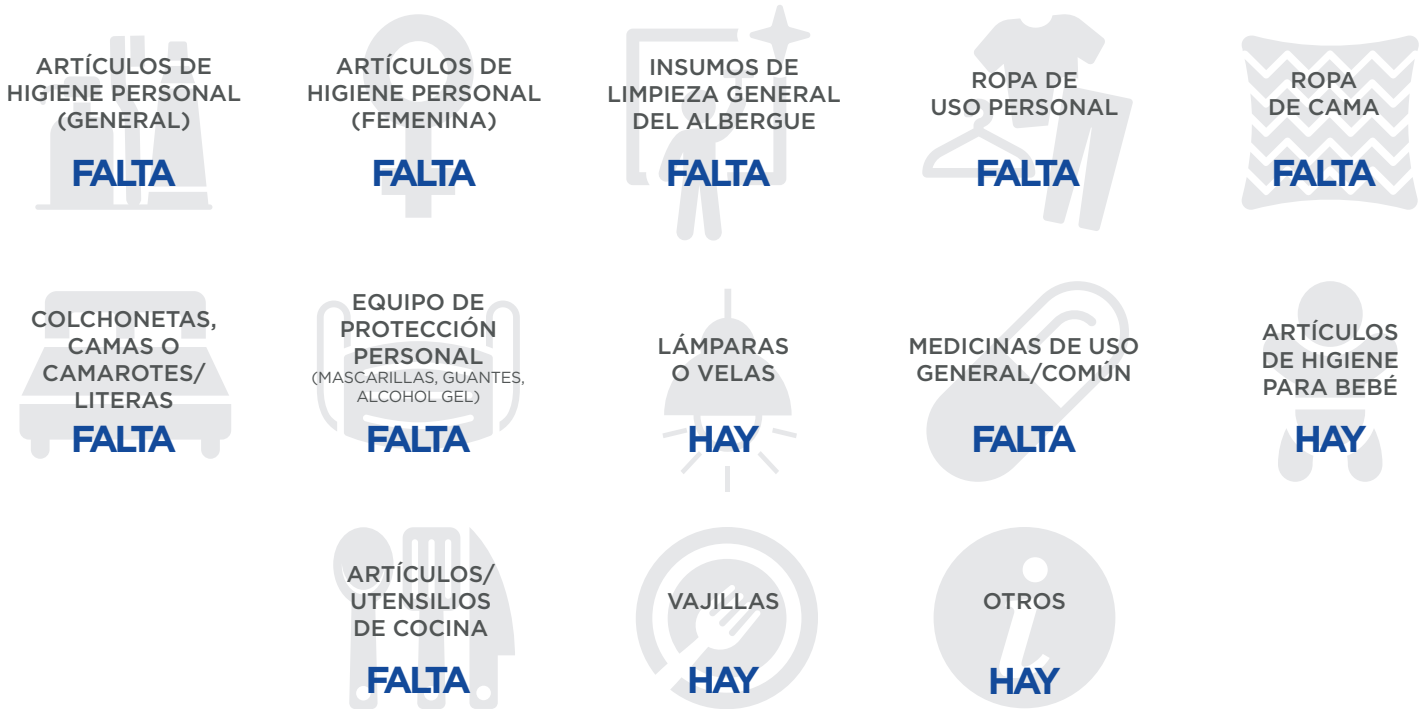 ARTÍCULOS DE
HIGIENE PERSONAL
(GENERAL)
FALTA
ARTÍCULOS DE
HIGIENE PERSONAL
(FEMENINA)
FALTA
INSUMOS DE
LIMPIEZA GENERAL
DEL ALBERGUE
FALTA
ROPA DE
USO PERSONAL
FALTA
ROPA
DE CAMA
FALTA
COLCHONETAS,
CAMAS O
CAMAROTES/
LITERAS
FALTA
EQUIPO DE
PROTECCIÓN
PERSONAL
(MASCARILLAS, GUANTES,
ALCOHOL GEL)
FALTA
LÁMPARAS
O VELAS
HAY
MEDICINAS DE USO
GENERAL/COMÚN
FALTA
ARTÍCULOS
DE HIGIENE
PARA BEBÉ
HAY
ARTÍCULOS/
UTENSILIOS
DE COCINA
FALTA
VAJILLAS
HAY
OTROS
HAY